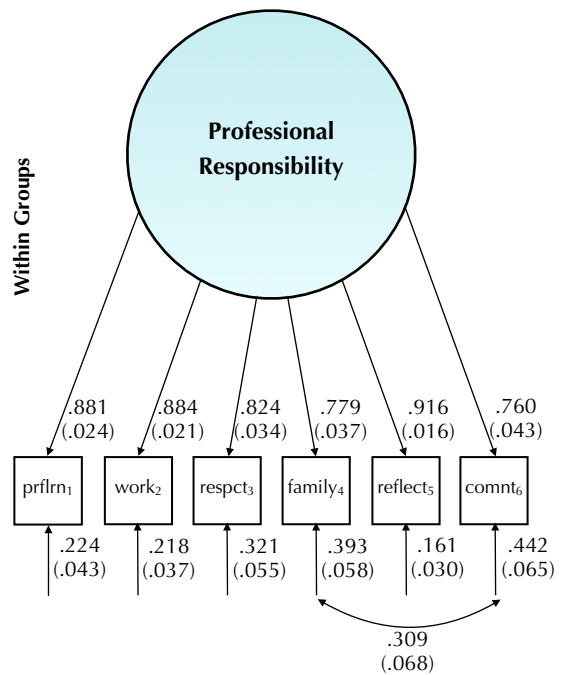 Professional
Responsibility
Within Groups
.881 .884 .824 .779 .916 .760
(.024) (.021) (.034) (.037) (.016) (.043)
prflrn₁ work₂ respct₃ family₄ reflect₅ comnt₆
.224 .218 .321 .393 .161 .442
(.043) (.037) (.055) (.058) (.030) (.065)
.309
(.068)